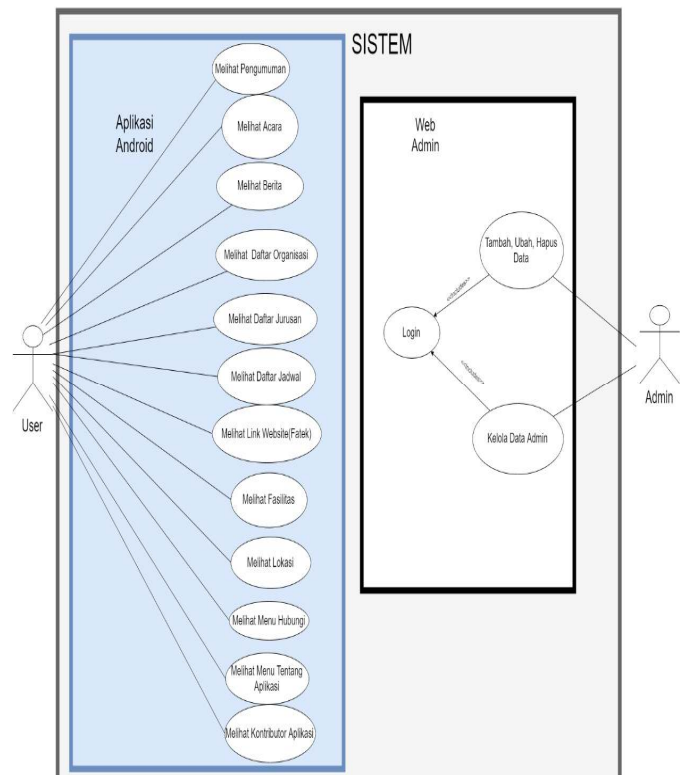 SISTEM
Aplikasi
Android
Melihat Pengumuman
Melihat Acara
Melihat Berita
Melihat Daftar Organisasi
Melihat Daftar Jurusan
Melihat Daftar Jadwal
Melihat Link Website(Fatek)
Melihat Fasilitas
Melihat Lokasi
Melihat Menu Hubungi
Melihat Menu Tentang
Aplikasi
Melihat Kontributor Aplikasi
User
Web
Admin
Tambah, Ubah, Hapus
Data
<<includes>>
Login
<<includes>>
Kelola Data Admin
Admin